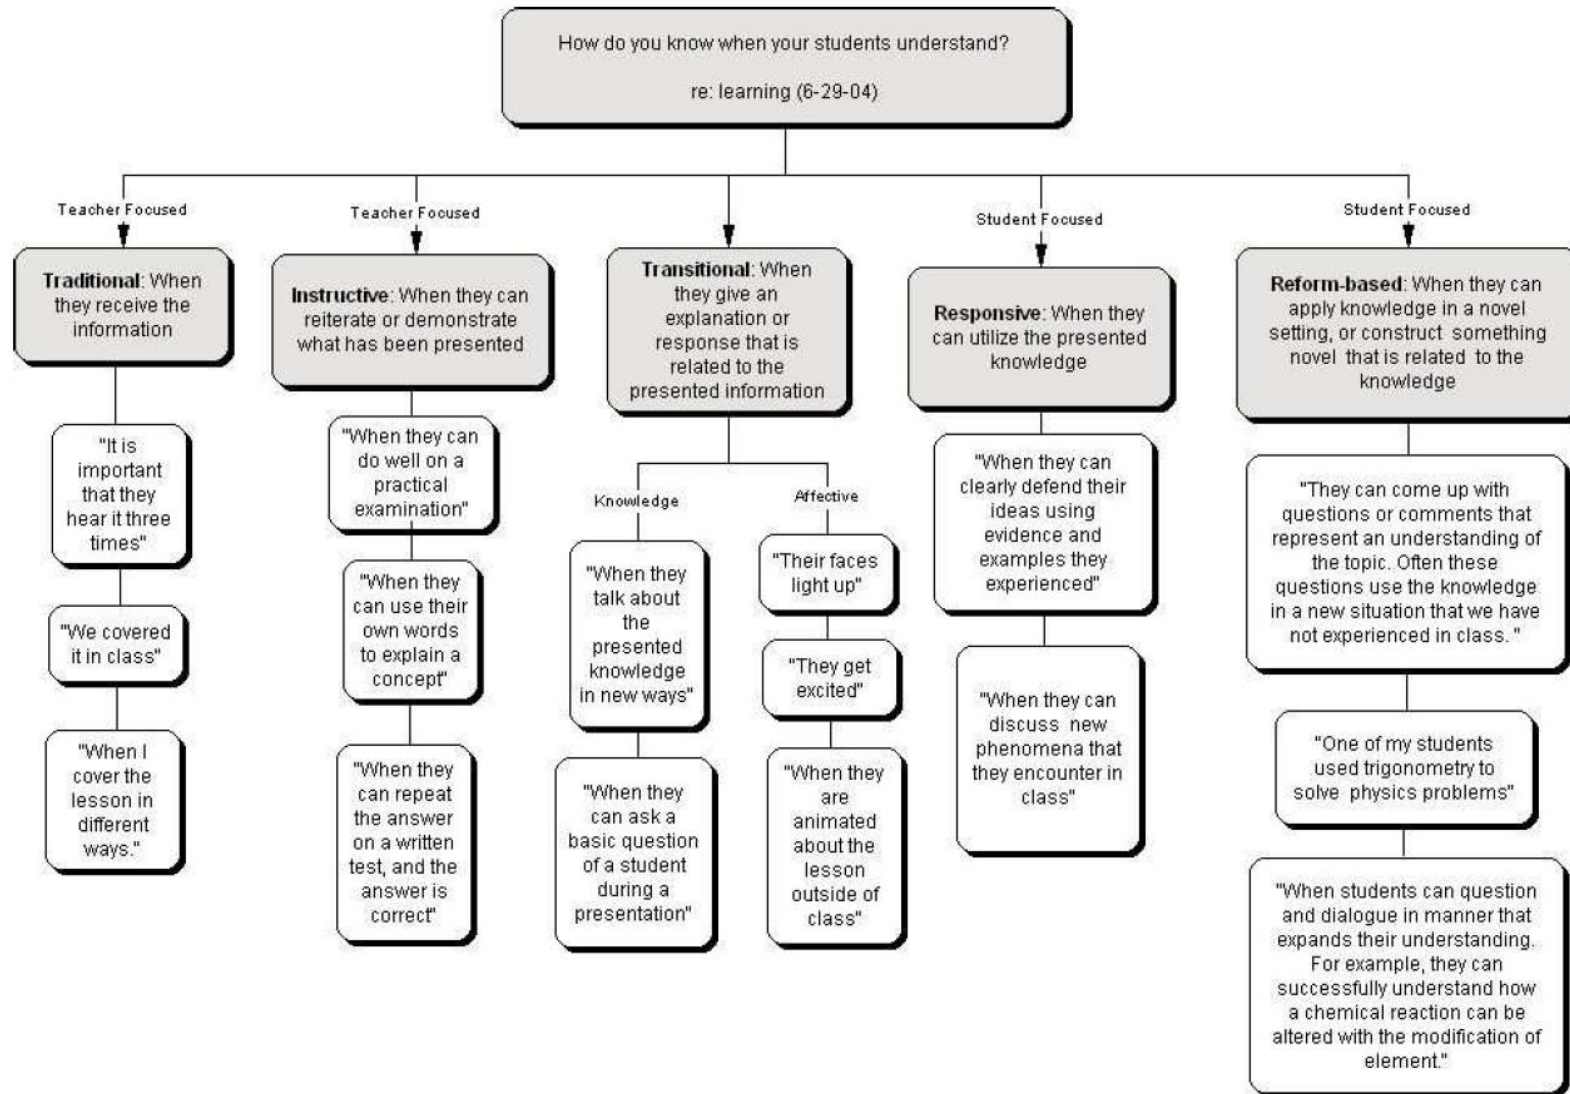 How do you know when your students understand?
re: learning (6-29-04)
Teacher Focused
Traditional: When
they receive the
information
"It is
important
that they
hear it three
times"
"We covered
it in class"
"When I
cover the
lesson in
different
ways."
Teacher Focused
Instructive: When they can
reiterate or demonstrate
what has been presented
"When they can
do well on a
practical
examination"
"When they
can use their
own words
to explain a
concept"
"When they
can repeat
the answer
on a written
test, and the
answer is
correct"
Transitional: When
they give an
explanation or
response that is
related to the
presented information
Knowledge
"When they
talk about
the
presented
knowledge
in new ways"
"When they
can ask a
basic question
of a student
during a
presentation"
Affective
"Their faces
light up"
"They get
excited"
"When they
are
animated
about the
lesson
outside of
class"
Student Focused
Responsive: When they
can utilize the presented
knowledge
"When they can
clearly defend their
ideas using
evidence and
examples they
experienced"
"When they can
discuss new
phenomena that
they encounter in
class"
Student Focused
Reform-based: When they can
apply knowledge in a novel
setting, or construct something
novel that is related to the
knowledge
"They can come up with
questions or comments that
represent an understanding of
the topic. Often these
questions use the knowledge
in a new situation that we have
not experienced in class. "
"One of my students
used trigonometry to
solve physics problems"
"When students can question
and dialogue in manner that
expands their understanding.
For example, they can
successfully understand how
a chemical reaction can be
altered with the modification of
element."